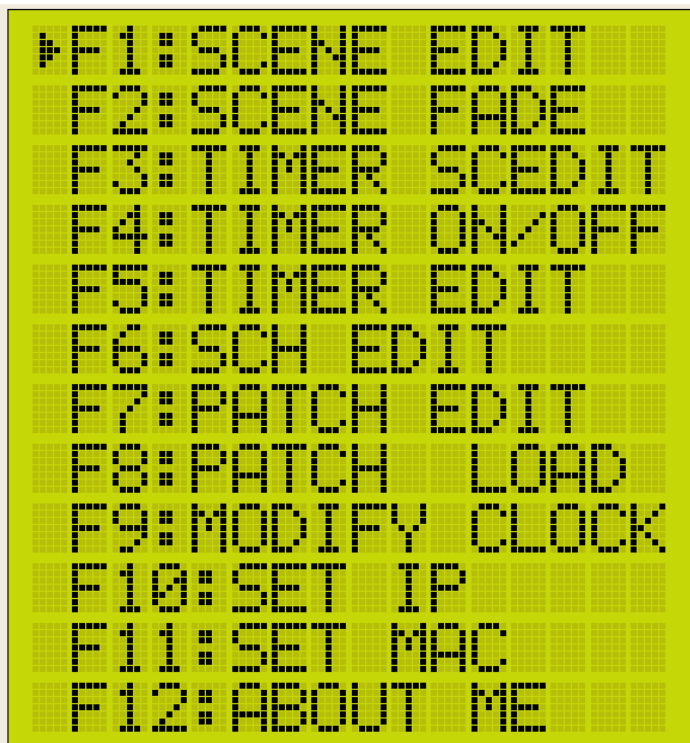 ▶F1:SCENE EDIT
F2:SCENE FADE
F3:TIMER SCEDIT
F4:TIMER ON/OFF
F5:TIMER EDIT
F6:SCH EDIT
F7:PATCH EDIT
F8:PATCH  LOAD
F9:MODIFY CLOCK
F10:SET IP
F11:SET MAC
F12:ABOUT ME